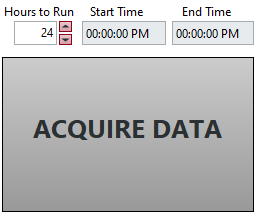 Hours to Run Start Time End Time
24 00:00:00 PM 00:00:00 PM
ACQUIRE DATA